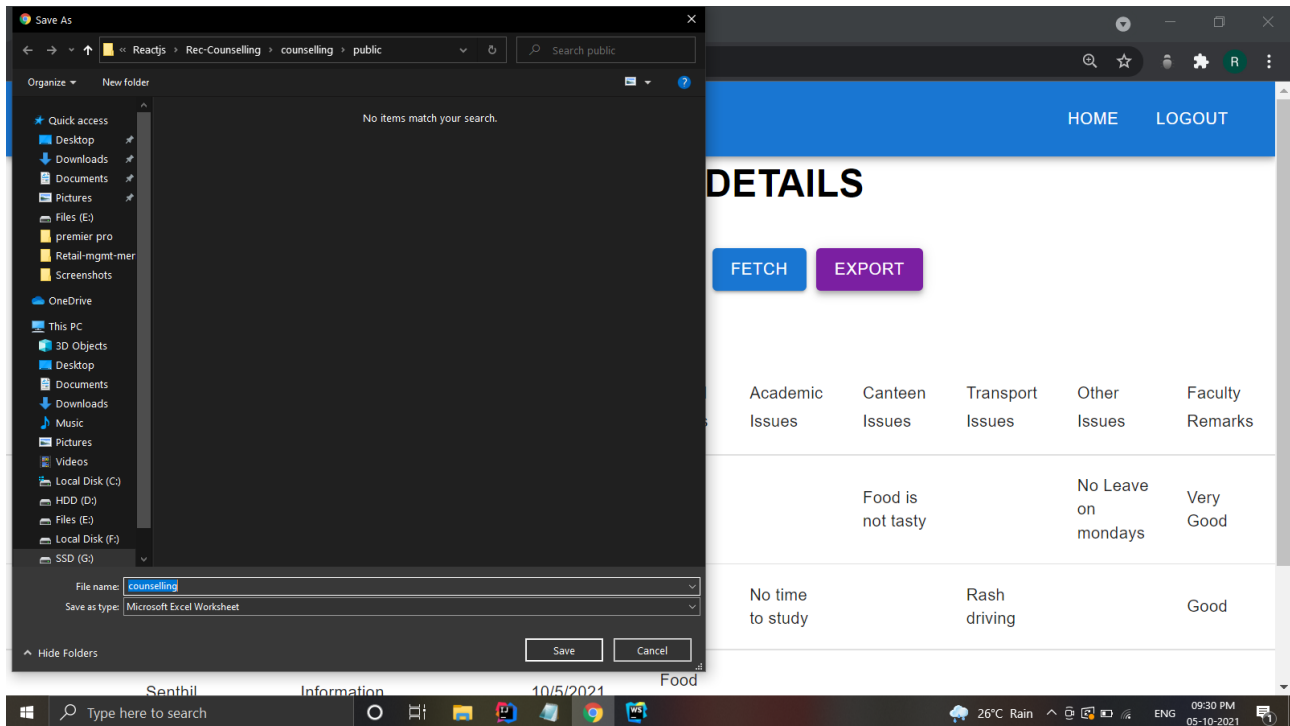 Save As
« Reactjs > Rec-Counselling > counselling > public
Search public
Organize
New folder
?
Quick access
Desktop
Downloads
Documents
Pictures
Files (E:)
premier pro
Retail-mgmt-mer
Screenshots
OneDrive
This PC
3D Objects
Desktop
Documents
Downloads
Music
Pictures
Videos
Local Disk (C:)
HDD (D:)
Files (E:)
Local Disk (F:)
SSD (G:)
No items match your search.
File name: counselling
Save as type: Microsoft Excel Worksheet
Hide Folders
Save
Cancel
R
HOME LOGOUT
DETAILS
FETCH EXPORT
Academic Issues
Canteen Issues
Transport Issues
Other Issues
Faculty Remarks
Food is
not tasty
No Leave
on
mondays
Very
Good
No time
to study
Rash
driving
Good
Senthil
Information
10/5/2021
Food
Type here to search
PJ
WS
26°C Rain
ENG
09:30 PM
05-10-2021
1